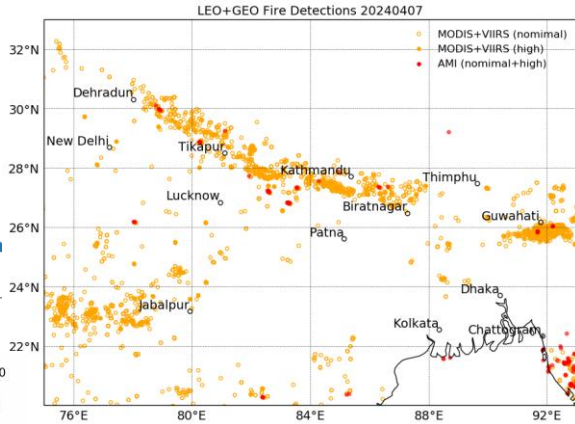 LEO+GEO Fire Detections 20240407
MODIS+VIIRS (nomimal)
MODIS+VIIRS (high)
AMI (nomimal+high)
32°N
30°N
28°N
26°N
24°N
22°N
Dehradun
New Delhi
Tikapur
Kathmandu
Thimphu
Lucknow
Biratnagar
Guwahati
Patna
Dhaka
Jabalpur
Kolkata
Chattogram
76°E 80°E 84°E 88°E 92°E